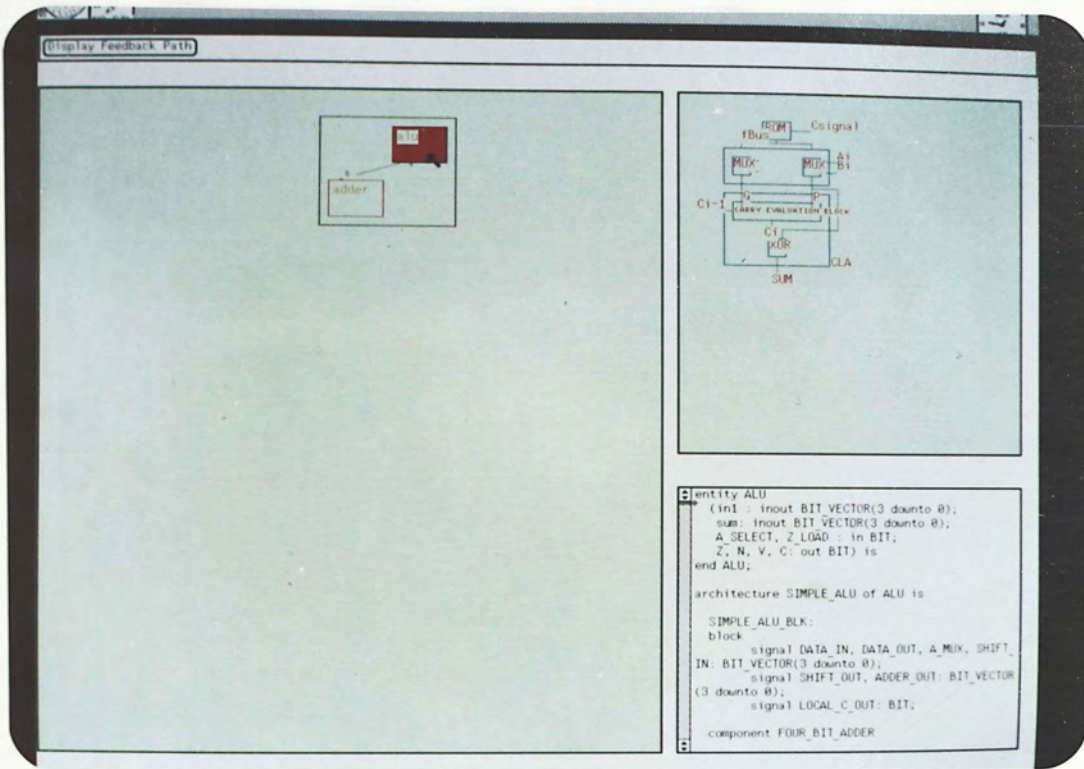 Display Feedback Path
alu
adder
ROM
Csignal
fBus
MUX
MUX
Ai
Bi
G
P
Ci-1
CARRY EVALUATION BLOCK
Ci
XOR
CLA
SUM
entity ALU
(in1 : inout BIT_VECTOR(3 downto 0);
sum: inout BIT_VECTOR(3 downto 0);
A_SELECT, Z_LOAD : in BIT;
Z, N, V, C: out BIT) is
end ALU;
architecture SIMPLE_ALU of ALU is
SIMPLE_ALU_BLK:
block
signal DATA_IN, DATA_OUT, A_MUX, SHIFT_
IN: BIT_VECTOR(3 downto 0);
signal SHIFT_OUT, ADDER_OUT: BIT_VECTOR
(3 downto 0);
signal LOCAL_C_OUT: BIT;
component FOUR_BIT_ADDER